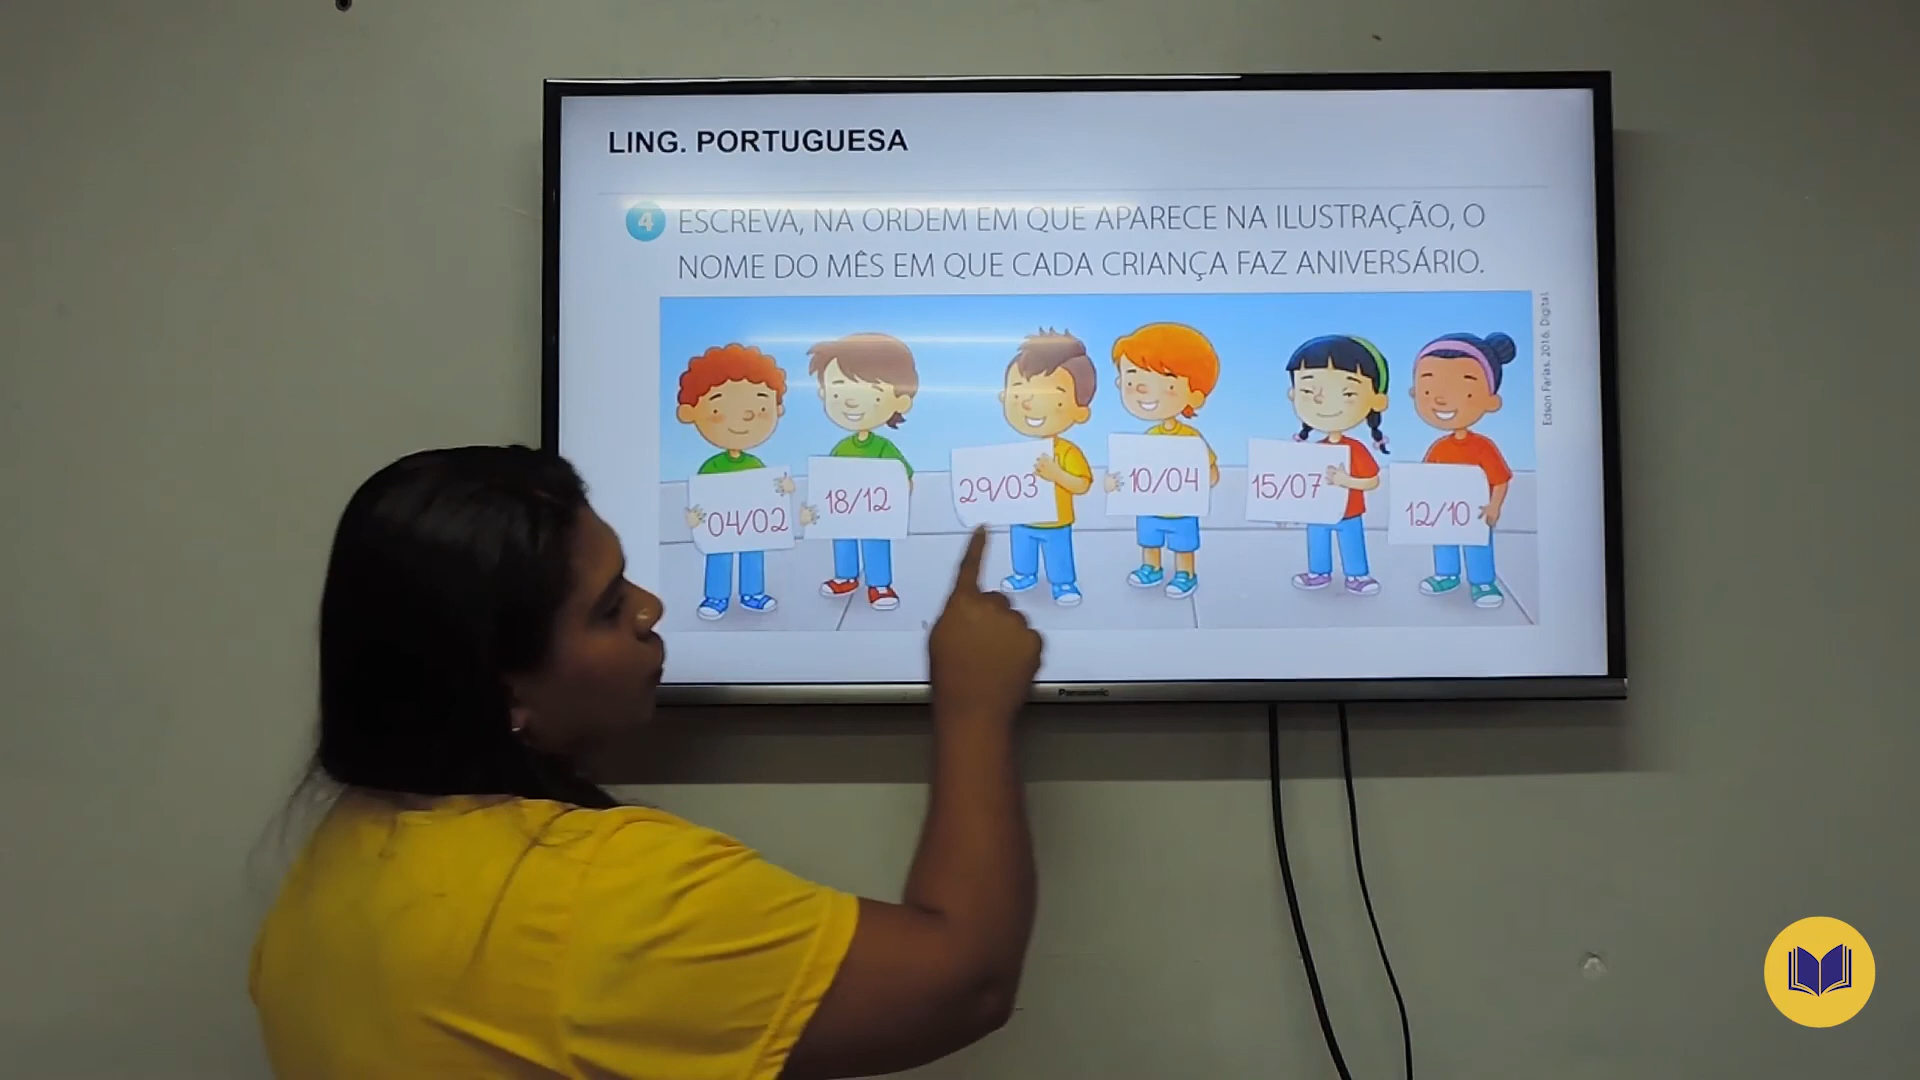 LING. PORTUGUESA
4 ESCREVA, NA ORDEM EM QUE APARECE NA ILUSTRAÇÃO, O
NOME DO MÊS EM QUE CADA CRIANÇA FAZ ANIVERSÁRIO.
Edson Farias. 2016. Digital.
04/02
18/12
29/03
10/04
15/07
12/10
Panasonic